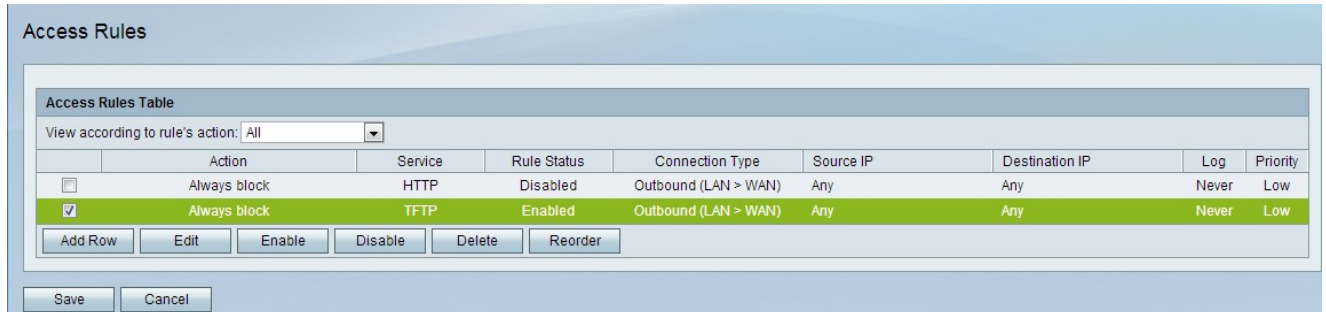 Access Rules
Access Rules Table
View according to rule's action: All
Action Service Rule Status Connection Type Source IP Destination IP Log Priority
Always block HTTP Disabled Outbound (LAN > WAN) Any Any Never Low
Always block TFTP Enabled Outbound (LAN > WAN) Any Any Never Low
Add Row Edit Enable Disable Delete Reorder
Save Cancel